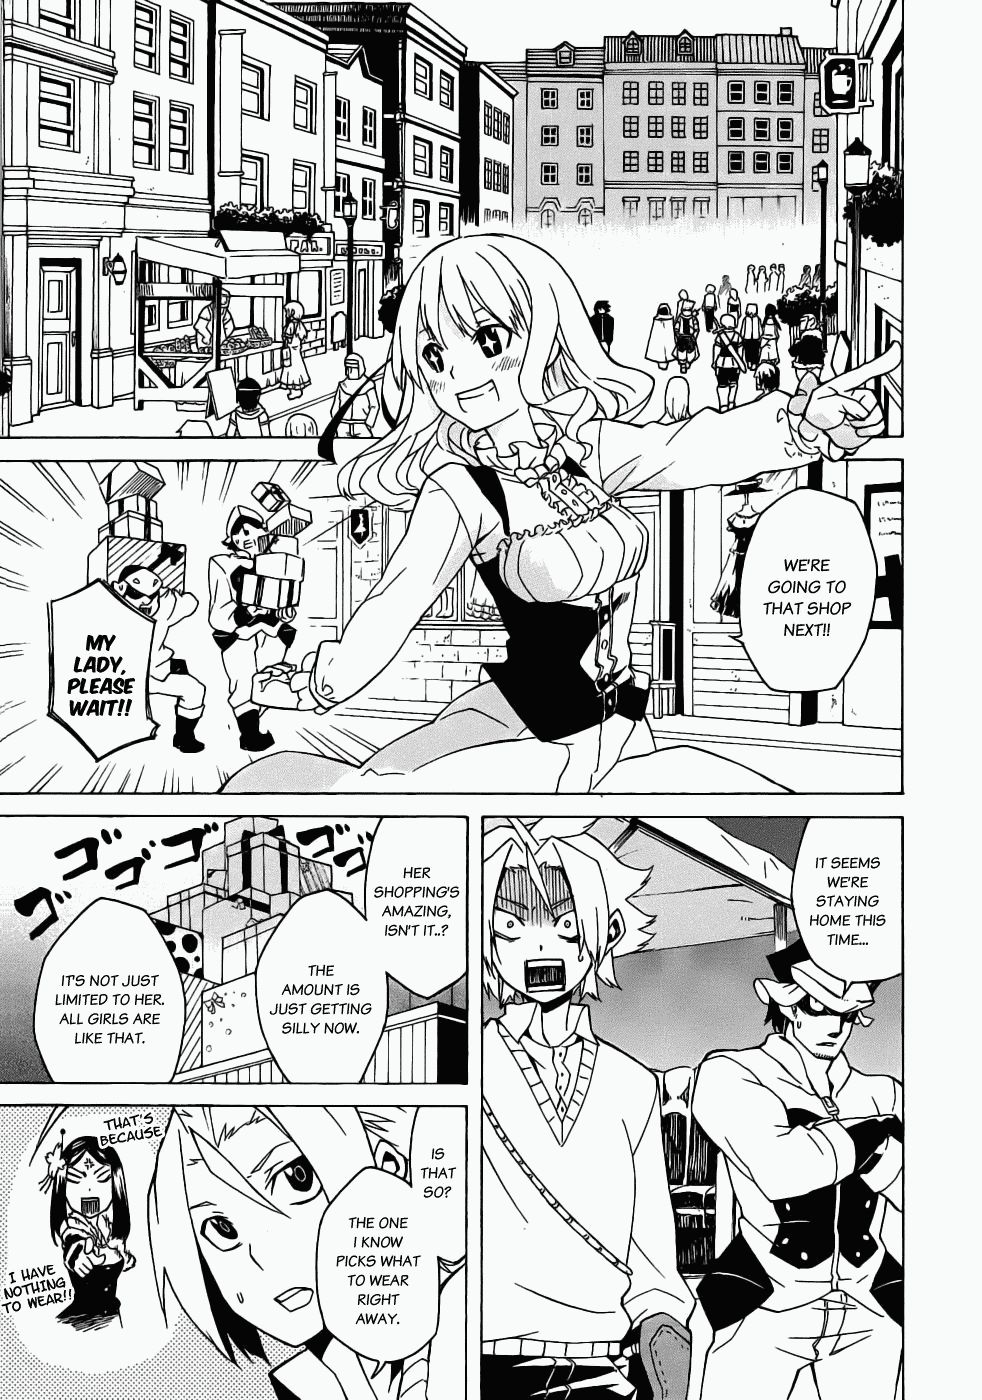 WE'RE
GOING TO
THAT SHOP
NEXT!!
MY
LADY,
PLEASE
WAIT!!
IT SEEMS
WE'RE
STAYING
HOME THIS
TIME...
HER
SHOPPING'S
AMAZING,
ISN'T IT..?
THE
AMOUNT IS
JUST GETTING
SILLY NOW.
IT'S NOT JUST
LIMITED TO HER.
ALL GIRLS ARE
LIKE THAT.
ゴゴゴゴゴ
IS
THAT
SO?
THE ONE
I KNOW
PICKS WHAT
TO WEAR
RIGHT
AWAY.
THAT'S
BECAUSE
I HAVE
NOTHING
TO WEAR!!